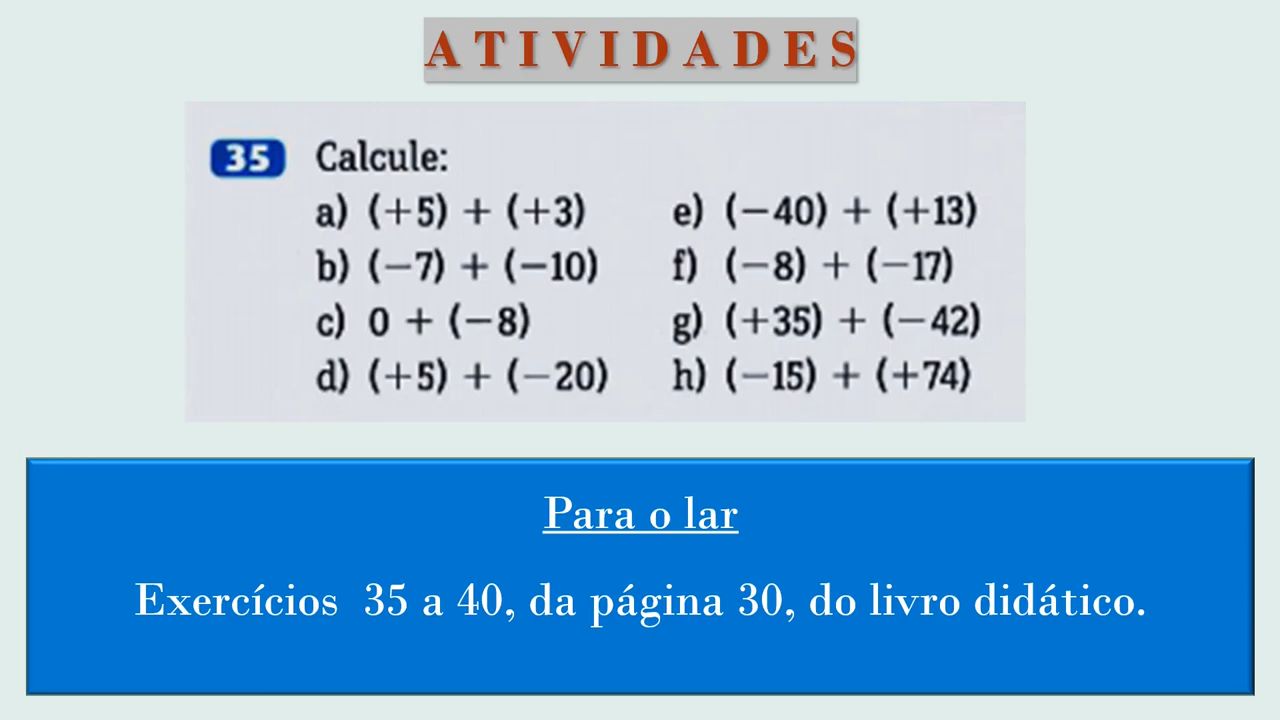 ATIVIDADES
35 Calcule:
a) (+5) + (+3)
b) (−7) + (−10)
c) 0 + (−8)
d) (+5) + (−20)
e) (−40) + (+13)
f) (−8) + (−17)
g) (+35) + (−42)
h) (−15) + (+74)
Para o lar
Exercícios 35 a 40, da página 30, do livro didático.